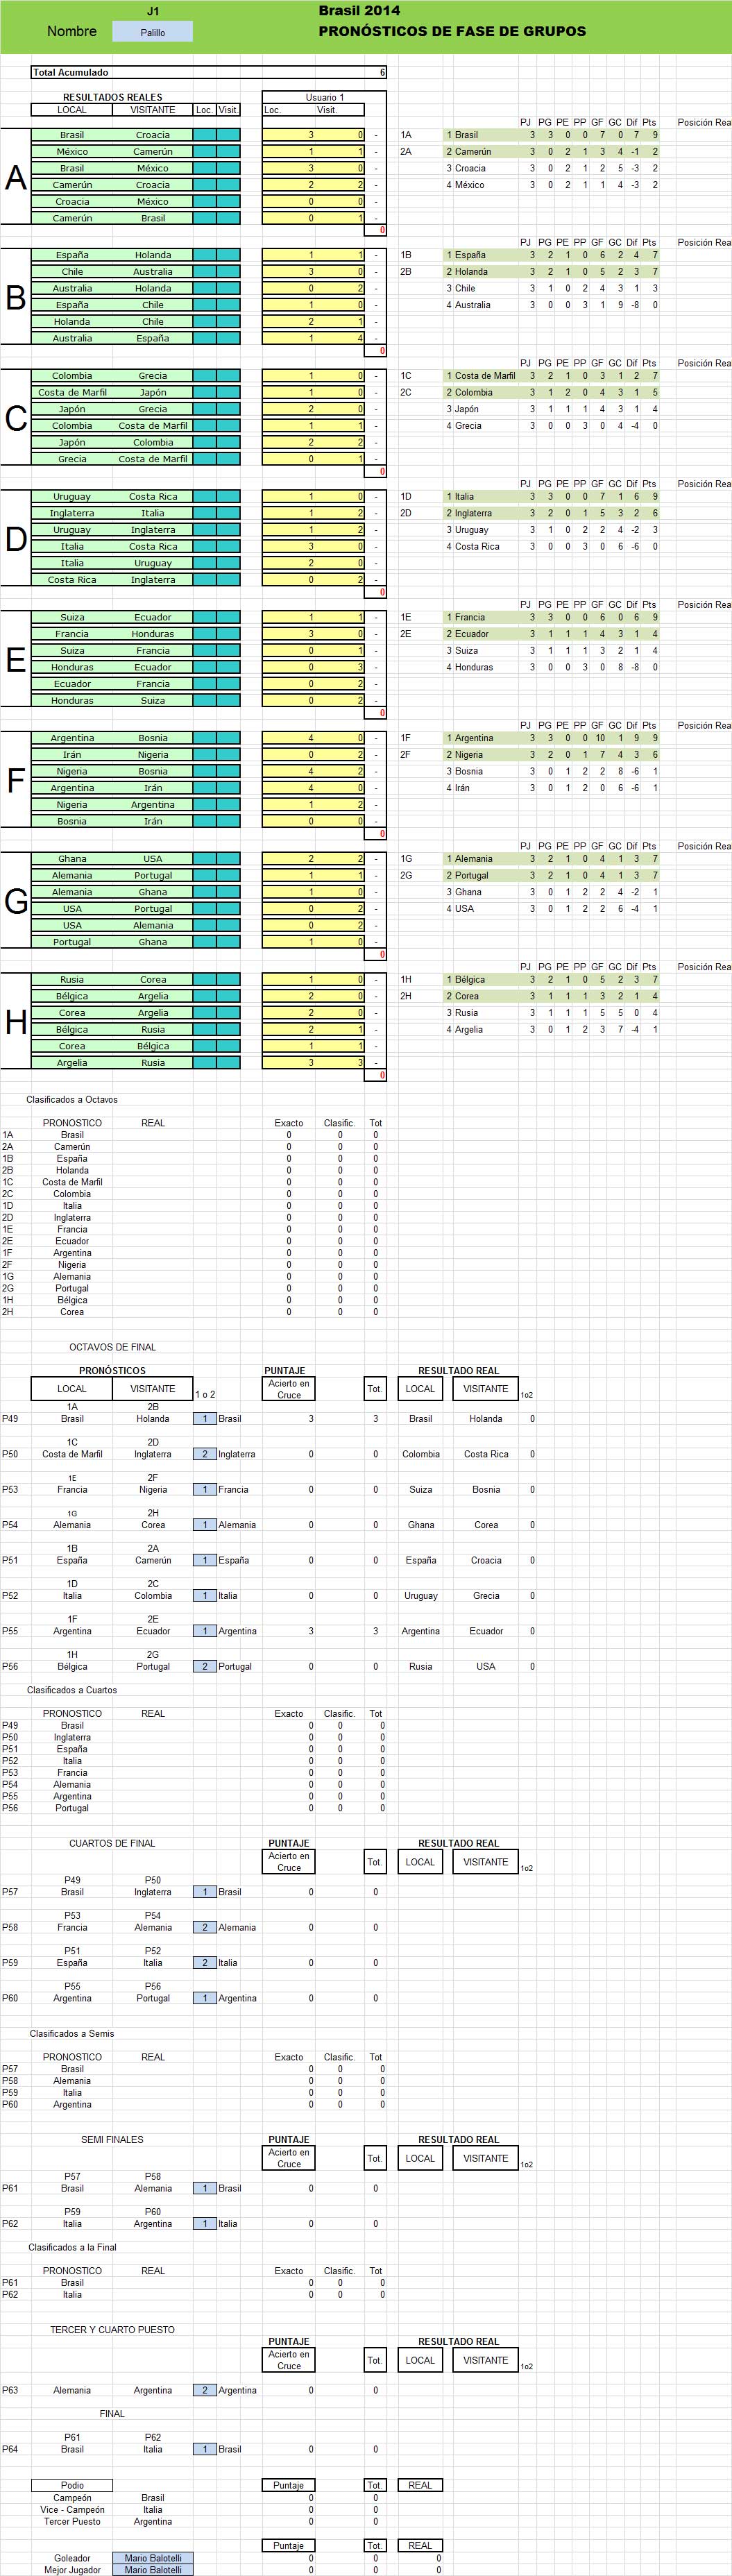 J1 Brasil 2014
Nombre Palillo PRONÓSTICOS DE FASE DE GRUPOS
Total Acumulado 6
RESULTADOS REALES Usuario 1
LOCAL VISITANTE Loc. Visit. Loc. Visit.
PJ PG PE PP GF GC Dif Pts Posición Rea
A
Brasil Croacia 3 0 - 1A 1 Brasil 3 3 0 0 7 0 7 9
México Camerún 1 1 - 2A 2 Camerún 3 0 2 1 3 4 -1 2
Brasil México 3 0 - 3 Croacia 3 0 2 1 2 5 -3 2
Camerún Croacia 2 2 - 4 México 3 0 2 1 1 4 -3 2
Croacia México 0 0 -
Camerún Brasil 0 1 -
0
PJ PG PE PP GF GC Dif Pts Posición Rea
B
España Holanda 1 1 - 1B 1 España 3 2 1 0 6 2 4 7
Chile Australia 3 0 - 2B 2 Holanda 3 2 1 0 5 2 3 7
Australia Holanda 0 2 - 3 Chile 3 1 0 2 4 3 1 3
España Chile 1 0 - 4 Australia 3 0 0 3 1 9 -8 0
Holanda Chile 2 1 -
Australia España 1 4 -
0
PJ PG PE PP GF GC Dif Pts Posición Rea
C
Colombia Grecia 1 0 - 1C 1 Costa de Marfil 3 2 1 0 3 1 2 7
Costa de Marfil Japón 1 0 - 2C 2 Colombia 3 1 2 0 4 3 1 5
Japón Grecia 2 0 - 3 Japón 3 1 1 1 4 3 1 4
Colombia Costa de Marfil 1 1 - 4 Grecia 3 0 0 3 0 4 -4 0
Japón Colombia 2 2 -
Grecia Costa de Marfil 0 1 -
0
PJ PG PE PP GF GC Dif Pts Posición Rea
D
Uruguay Costa Rica 1 0 - 1D 1 Italia 3 3 0 0 7 1 6 9
Inglaterra Italia 1 2 - 2D 2 Inglaterra 3 2 0 1 5 3 2 6
Uruguay Inglaterra 1 2 - 3 Uruguay 3 1 0 2 2 4 -2 3
Italia Costa Rica 3 0 - 4 Costa Rica 3 0 0 3 0 6 -6 0
Italia Uruguay 2 0 -
Costa Rica Inglaterra 0 2 -
0
PJ PG PE PP GF GC Dif Pts Posición Rea
E
Suiza Ecuador 1 1 - 1E 1 Francia 3 3 0 0 6 0 6 9
Francia Honduras 3 0 - 2E 2 Ecuador 3 1 1 1 4 3 1 4
Suiza Francia 0 1 - 3 Suiza 3 1 1 1 3 2 1 4
Honduras Ecuador 0 3 - 4 Honduras 3 0 0 3 0 8 -8 0
Ecuador Francia 0 2 -
Honduras Suiza 0 2 -
0
PJ PG PE PP GF GC Dif Pts Posición Rea
F
Argentina Bosnia 4 0 - 1F 1 Argentina 3 3 0 0 10 1 9 9
Irán Nigeria 0 2 - 2F 2 Nigeria 3 2 0 1 7 4 3 6
Nigeria Bosnia 4 2 - 3 Bosnia 3 0 1 2 2 8 -6 1
Argentina Irán 4 0 - 4 Irán 3 0 1 2 0 6 -6 1
Nigeria Argentina 1 2 -
Bosnia Irán 0 0 -
0
PJ PG PE PP GF GC Dif Pts Posición Rea
G
Ghana USA 2 2 - 1G 1 Alemania 3 2 1 0 4 1 3 7
Alemania Portugal 1 1 - 2G 2 Portugal 3 2 1 0 4 1 3 7
Alemania Ghana 1 0 - 3 Ghana 3 0 1 2 2 4 -2 1
USA Portugal 0 2 - 4 USA 3 0 1 2 2 6 -4 1
USA Alemania 0 2 -
Portugal Ghana 1 0 -
0
PJ PG PE PP GF GC Dif Pts Posición Rea
H
Rusia Corea 1 0 - 1H 1 Bélgica 3 2 1 0 5 2 3 7
Bélgica Argelia 2 0 - 2H 2 Corea 3 1 1 1 3 2 1 4
Corea Argelia 2 0 - 3 Rusia 3 1 1 1 5 5 0 4
Bélgica Rusia 2 1 - 4 Argelia 3 0 1 2 3 7 -4 1
Corea Bélgica 1 1 -
Argelia Rusia 3 3 -
0
Clasificados a Octavos
PRONOSTICO REAL Exacto Clasific. Tot
1A Brasil 0 0 0
2A Camerún 0 0 0
1B España 0 0 0
2B Holanda 0 0 0
1C Costa de Marfil 0 0 0
2C Colombia 0 0 0
1D Italia 0 0 0
2D Inglaterra 0 0 0
1E Francia 0 0 0
2E Ecuador 0 0 0
1F Argentina 0 0 0
2F Nigeria 0 0 0
1G Alemania 0 0 0
2G Portugal 0 0 0
1H Bélgica 0 0 0
2H Corea 0 0 0
OCTAVOS DE FINAL
PRONÓSTICOS PUNTAJE RESULTADO REAL
LOCAL VISITANTE 1 o 2 Acierto en Cruce Tot. LOCAL VISITANTE 1o2
1A 2B
P49 Brasil Holanda 1 Brasil 3 3 Brasil Holanda 0
1C 2D
P50 Costa de Marfil Inglaterra 2 Inglaterra 0 0 Colombia Costa Rica 0
1E 2F
P53 Francia Nigeria 1 Francia 0 0 Suiza Bosnia 0
1G 2H
P54 Alemania Corea 1 Alemania 0 0 Ghana Corea 0
1B 2A
P51 España Camerún 1 España 0 0 España Croacia 0
1D 2C
P52 Italia Colombia 1 Italia 0 0 Uruguay Grecia 0
1F 2E
P55 Argentina Ecuador 1 Argentina 3 3 Argentina Ecuador 0
1H 2G
P56 Bélgica Portugal 2 Portugal 0 0 Rusia USA 0
Clasificados a Cuartos
PRONOSTICO REAL Exacto Clasific. Tot
P49 Brasil 0 0 0
P50 Inglaterra 0 0 0
P51 España 0 0 0
P52 Italia 0 0 0
P53 Francia 0 0 0
P54 Alemania 0 0 0
P55 Argentina 0 0 0
P56 Portugal 0 0 0
CUARTOS DE FINAL PUNTAJE RESULTADO REAL
Acierto en Cruce Tot. LOCAL VISITANTE 1o2
P49 P50
P57 Brasil Inglaterra 1 Brasil 0 0
P53 P54
P58 Francia Alemania 2 Alemania 0 0
P51 P52
P59 España Italia 2 Italia 0 0
P55 P56
P60 Argentina Portugal 1 Argentina 0 0
Clasificados a Semis
PRONOSTICO REAL Exacto Clasific. Tot
P57 Brasil 0 0 0
P58 Alemania 0 0 0
P59 Italia 0 0 0
P60 Argentina 0 0 0
SEMI FINALES PUNTAJE RESULTADO REAL
Acierto en Cruce Tot. LOCAL VISITANTE 1o2
P57 P58
P61 Brasil Alemania 1 Brasil 0 0
P59 P60
P62 Italia Argentina 1 Italia 0 0
Clasificados a la Final
PRONOSTICO REAL Exacto Clasific. Tot
P61 Brasil 0 0 0
P62 Italia 0 0 0
TERCER Y CUARTO PUESTO
PUNTAJE RESULTADO REAL
Acierto en Cruce Tot. LOCAL VISITANTE 1o2
P63 Alemania Argentina 2 Argentina 0 0
FINAL
P61 P62
P64 Brasil Italia 1 Brasil 0 0
Podio Puntaje Tot. REAL
Campeón Brasil 0 0
Vice - Campeón Italia 0 0
Tercer Puesto Argentina 0 0
Puntaje Tot. REAL
Goleador Mario Balotelli 0 0 0
Mejor Jugador Mario Balotelli 0 0 0